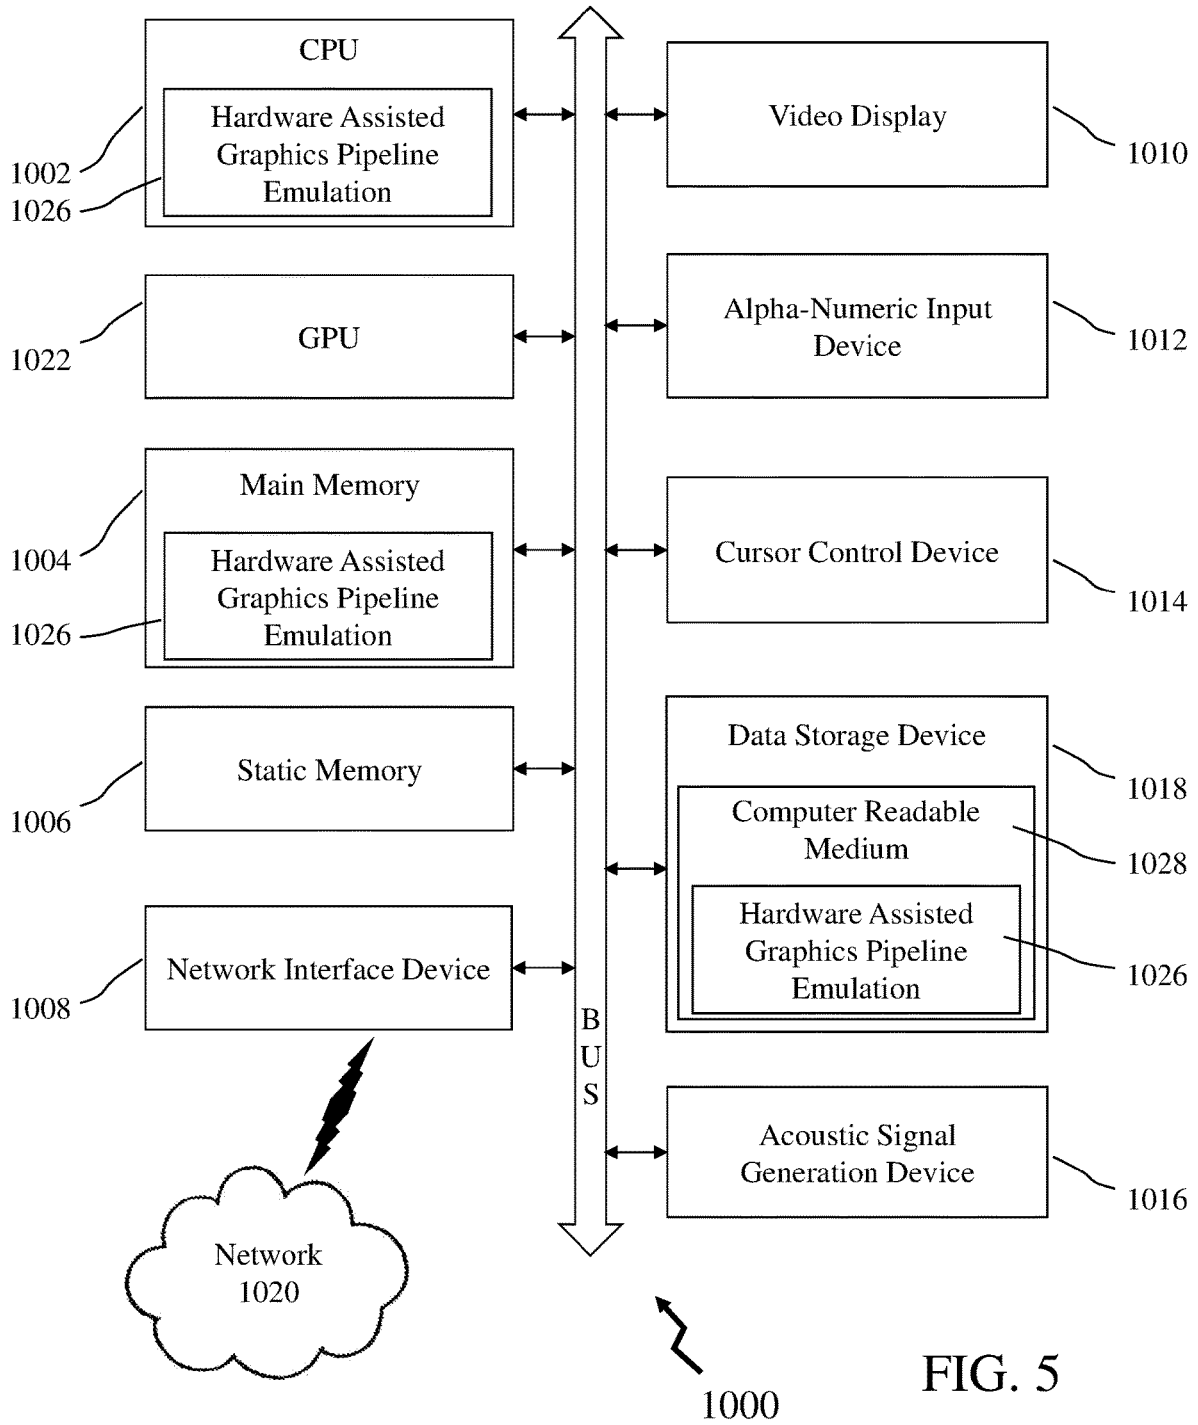 CPU
Hardware Assisted
Graphics Pipeline
Emulation
1002
1026
GPU
1022
Main Memory
Hardware Assisted
Graphics Pipeline
Emulation
1004
1026
Static Memory
1006
Network Interface Device
1008
Network
1020
B
U
S
Video Display
1010
Alpha-Numeric Input
Device
1012
Cursor Control Device
1014
Data Storage Device
1018
Computer Readable
Medium
1028
Hardware Assisted
Graphics Pipeline
Emulation
1026
Acoustic Signal
Generation Device
1016
1000
FIG. 5